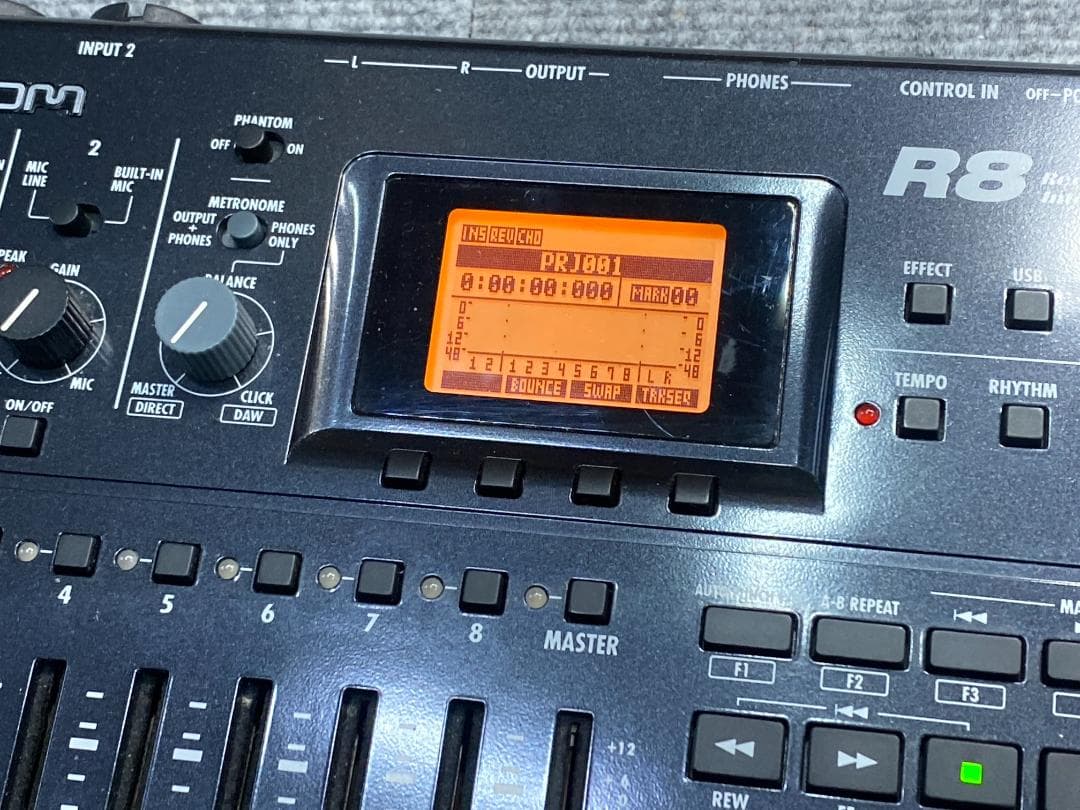 INPUT 2
L R OUTPUT
PHONES
CONTROL IN
OM
PHANTOM
OFF ON
2
MIC
LINE
BUILT-IN
MIC
METRONOME
OUTPUT
+
PHONES
PHONES
ONLY
PEAK
GAIN
MIC
BALANCE
MASTER
DIRECT
CLICK
DAW
ON/OFF
INS REV CHO
PRJ001
0:00:00:000 MARK00
0 0
6 6
12 12
48 1 2 1 2 3 4 5 6 7 8 L R 48
BOUNCE SWAP TRKSEQ
R8
EFFECT
USB
TEMPO
RHYTHM
4
5
6
7
8
MASTER
A-B REPEAT
F1
F2
F3
+12
REW